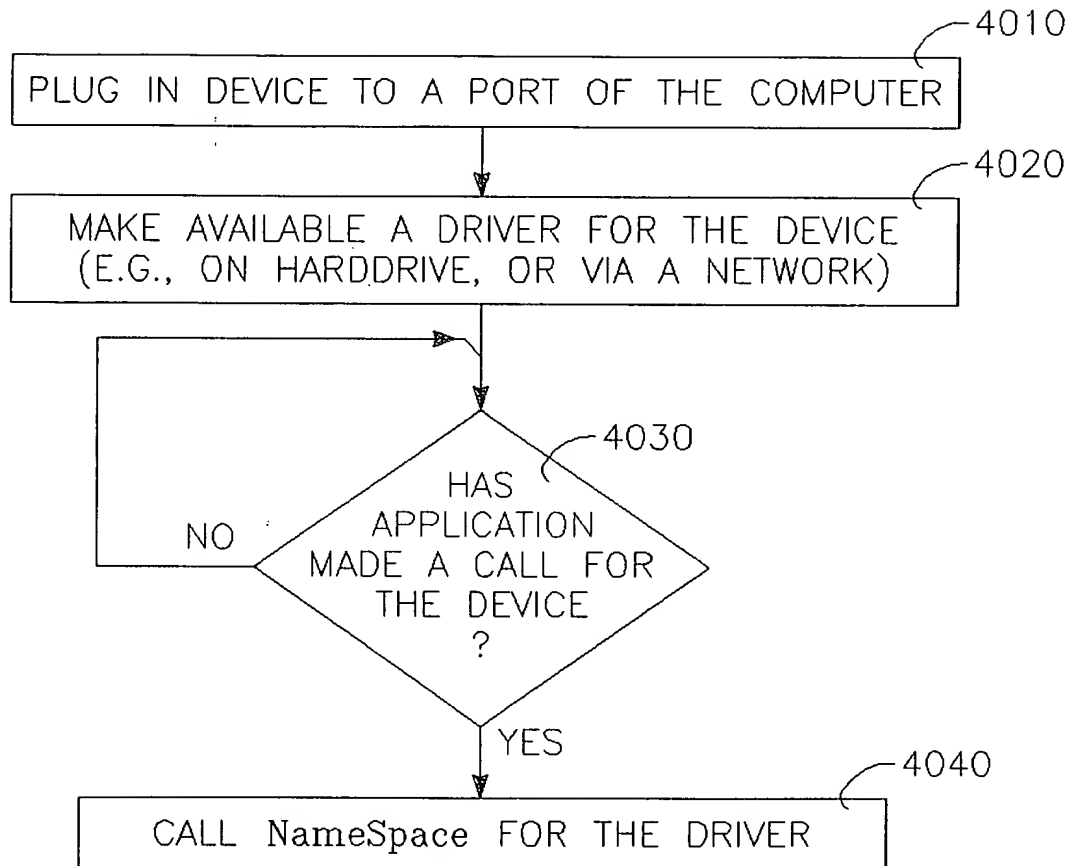 4010
PLUG IN DEVICE TO A PORT OF THE COMPUTER
4020
MAKE AVAILABLE A DRIVER FOR THE DEVICE
(E.G., ON HARDDRIVE, OR VIA A NETWORK)
4030
HAS
APPLICATION
MADE A CALL FOR
THE DEVICE
?
NO
YES
4040
CALL NameSpace FOR THE DRIVER